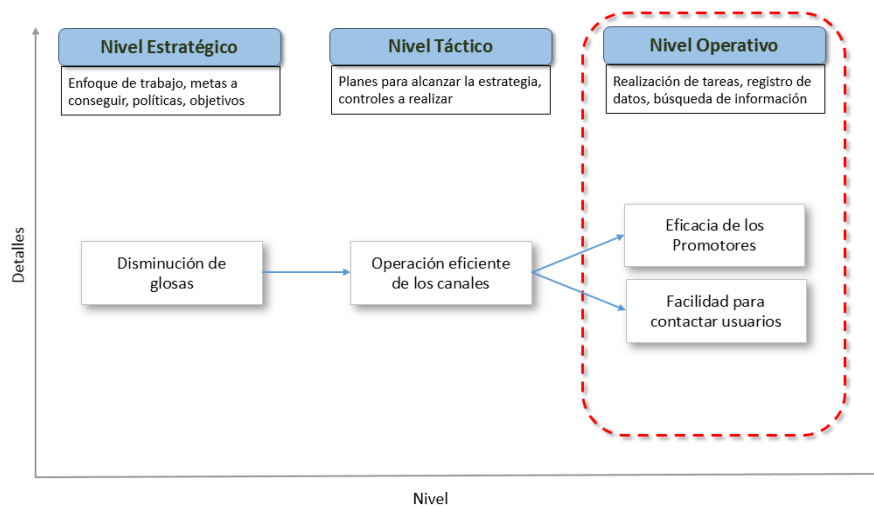 Nivel Estratégico
Enfoque de trabajo, metas a
conseguir, políticas, objetivos
Nivel Táctico
Planes para alcanzar la estrategia,
controles a realizar
Nivel Operativo
Realización de tareas, registro de
datos, búsqueda de información
Detalles
Disminución de
glosas
Operación eficiente
de los canales
Eficacia de los
Promotores
Facilidad para
contactar usuarios
Nivel